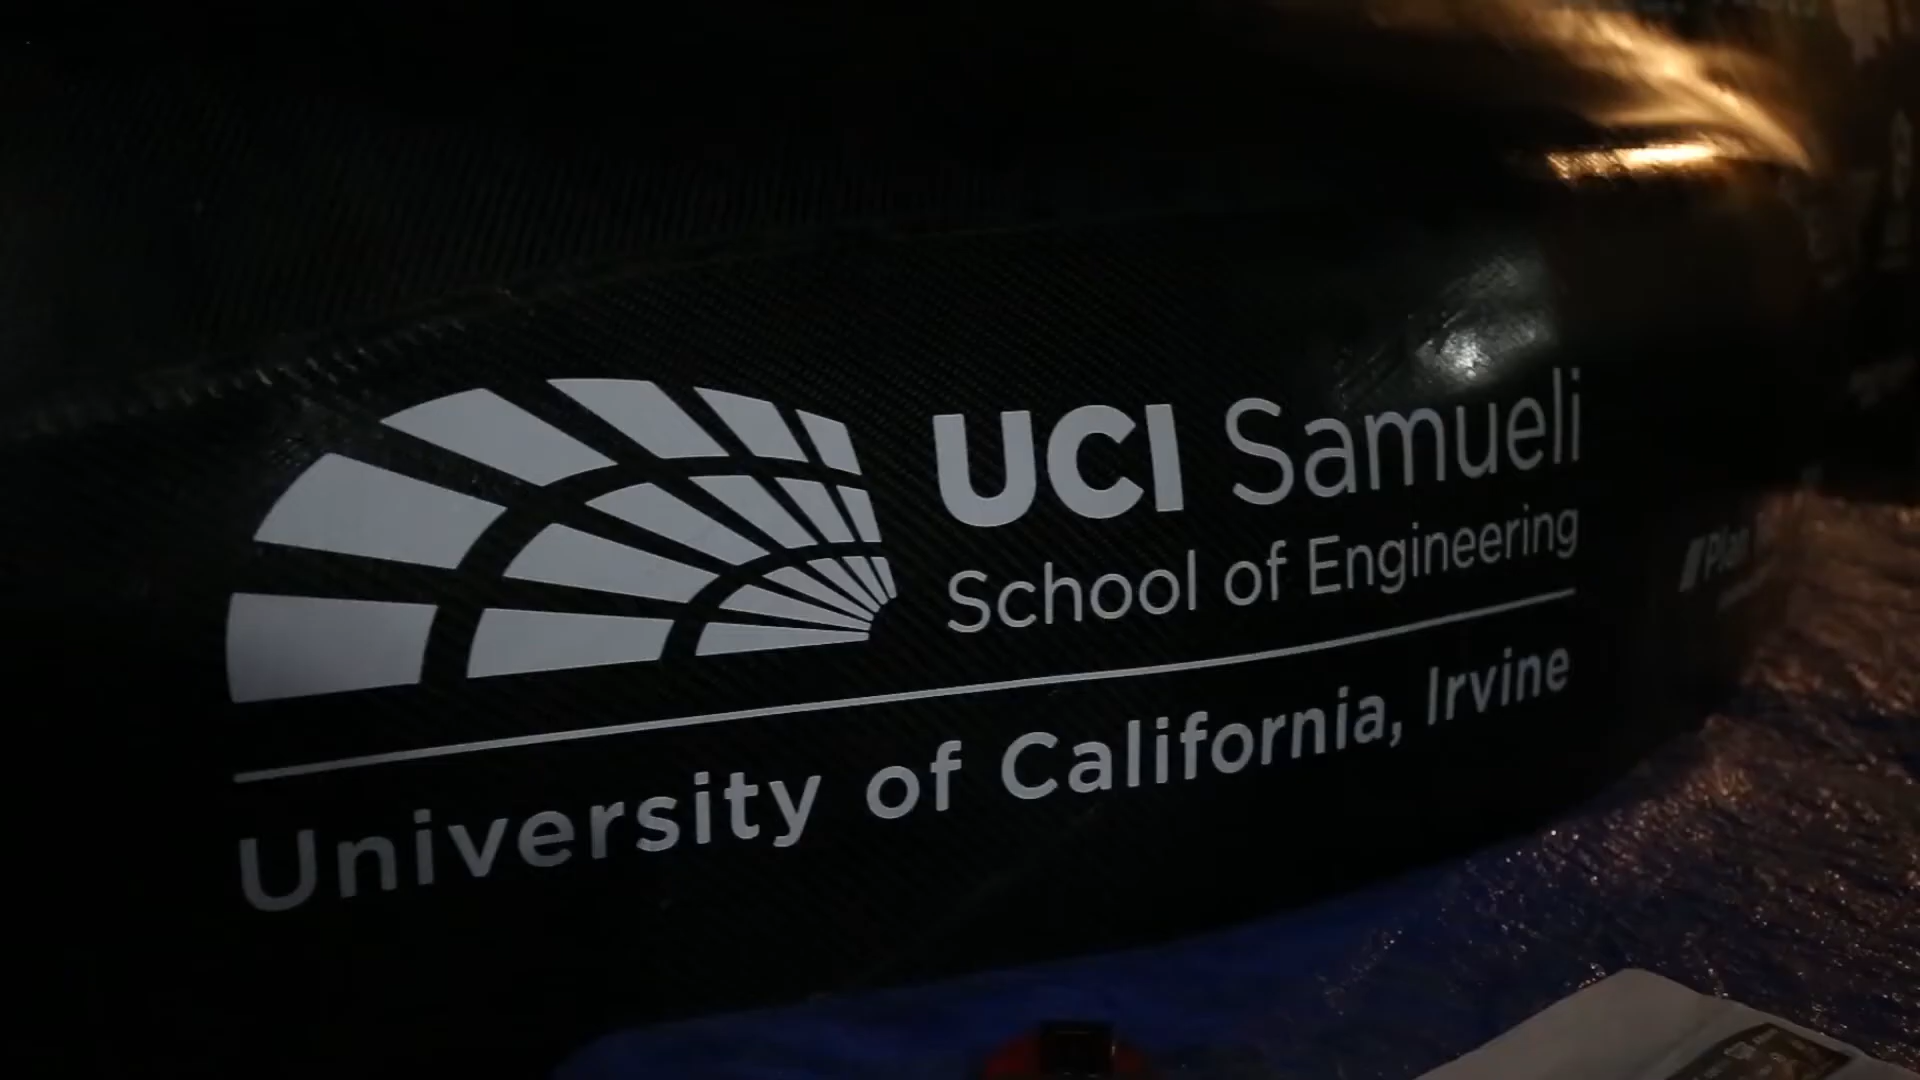 UCI Samueli
School of Engineering
University of California, Irvine